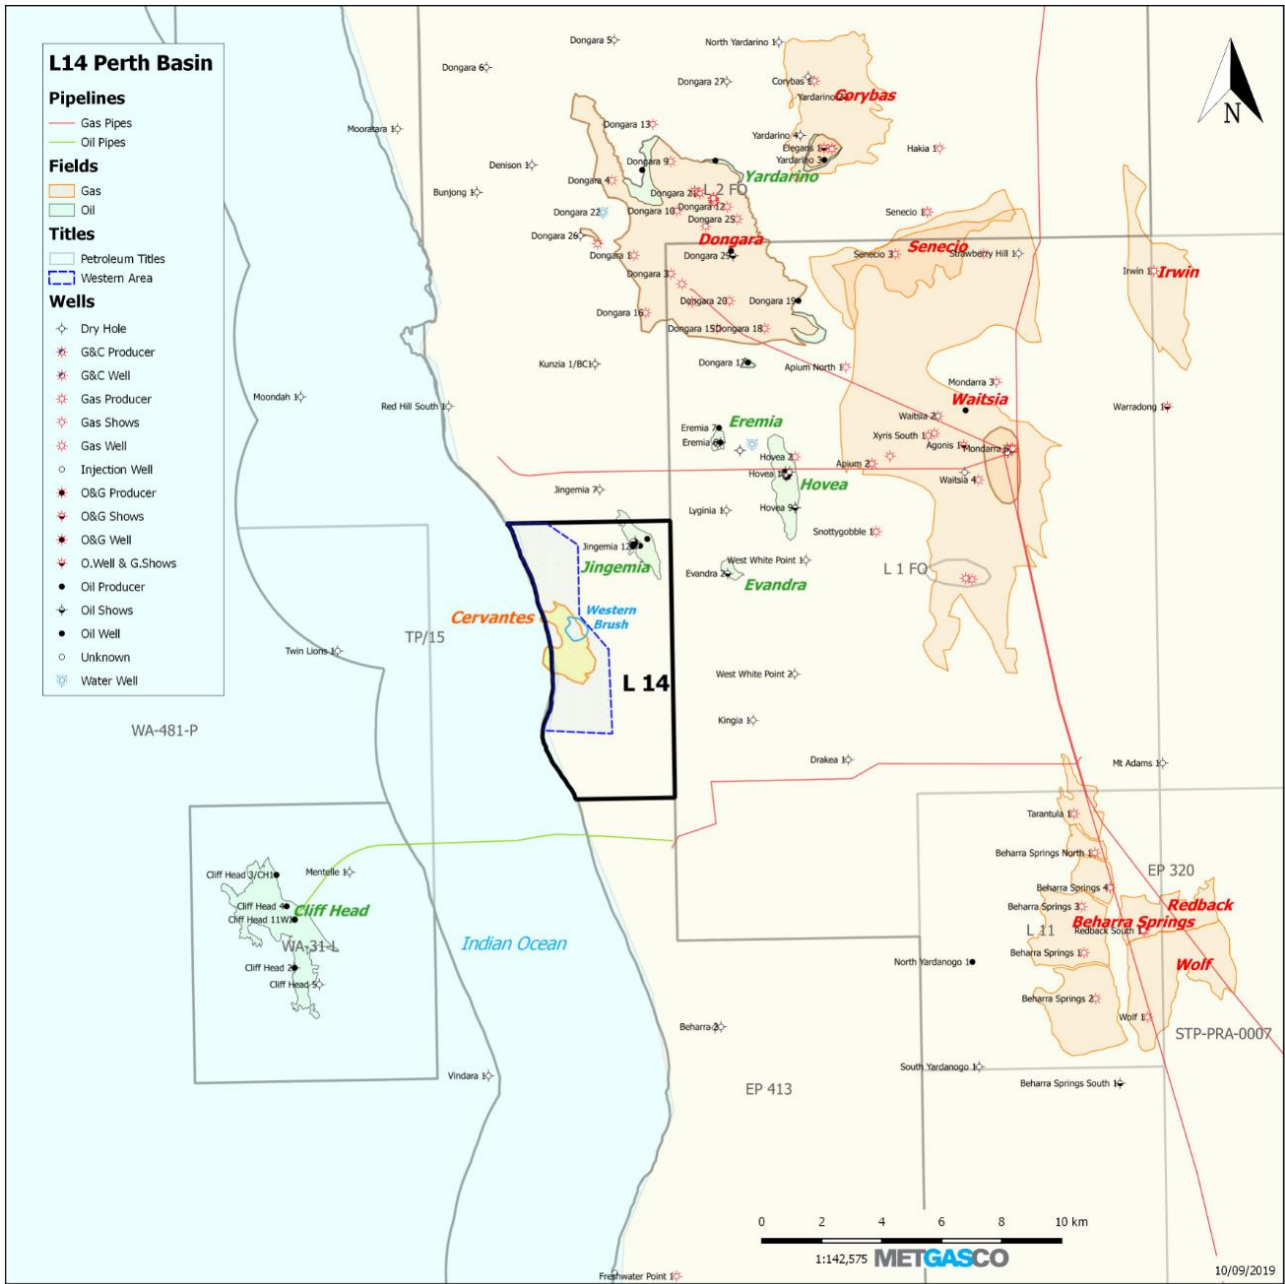 L14 Perth Basin
Pipelines
Gas Pipes
Oil Pipes
Fields
Gas
Oil
Titles
Petroleum Titles
Western Area
Wells
Dry Hole
G&C Producer
G&C Well
Gas Producer
Gas Shows
Gas Well
Injection Well
O&G Producer
O&G Shows
O&G Well
O.Well & G.Shows
Oil Producer
Oil Shows
Oil Well
Unknown
Water Well
N
Dongara 5
North Yardarino 1
Dongara 6
Dongara 27
Corybas 1
Corybas
Mooratara 1
Dongara 13
Yardarino 4
Elegans 1
Hakia 1
Denison 1
Dongara 9
Yardarino 3
Yardarino
Dongara 4
Bunjong 1
Dongara 21
L 2 FO
Dongara 22
Dongara 10
Dongara 12
Dongara 25
Senecio 1
Dongara 26
Dongara
Senecio
Dongara 1
Dongara 29
Senecio 3
Strawberry Hill 1
Dongara 3
Irwin 1
Irwin
Dongara 20
Dongara 19
Dongara 16
Dongara 15
Dongara 18
Kunzia 1/BC1
Dongara 17
Apium North 1
Mondarra 3
Moondah 1
Red Hill South 1
Waitsia
Warradong 1
Waitsia 2
Eremia
Eremia 7
Xyris South 1
Eremia 6
Agonis 1
Hovea 2
Apium 2
Hovea 1
Hovea
Waitsia 4
Jingemia 7
Lyginia 1
Hovea 9
Snottygobble 1
Jingemia 12
Jingemia
West White Point 1
L 1 FO
Evandra 2
Evandra
Cervantes
Western
Brush
TP/15
Twin Lions 1
L 14
West White Point 2
WA-481-P
Kingia 1
Drakea 1
Mt Adams 1
Tarantula 1
Beharra Springs North 1
EP 320
Cliff Head 3/CH1
Mentelle 1
Beharra Springs 4
Cliff Head 4
Cliff Head
Beharra Springs 3
Redback
Cliff Head 11WI
Beharra Springs
L 11
Redback South 1
WA-31-L
Indian Ocean
Beharra Springs 1
North Yardanogo 1
Wolf
Cliff Head 2
Cliff Head 5
Beharra Springs 2
Wolf 1
STP-PRA-0007
South Yardanogo 1
Vindara 1
Beharra Springs South 1
EP 413
0 2 4 6 8 10 km
1:142,575
METGASCO
Freshwater Point 1
10/09/2019